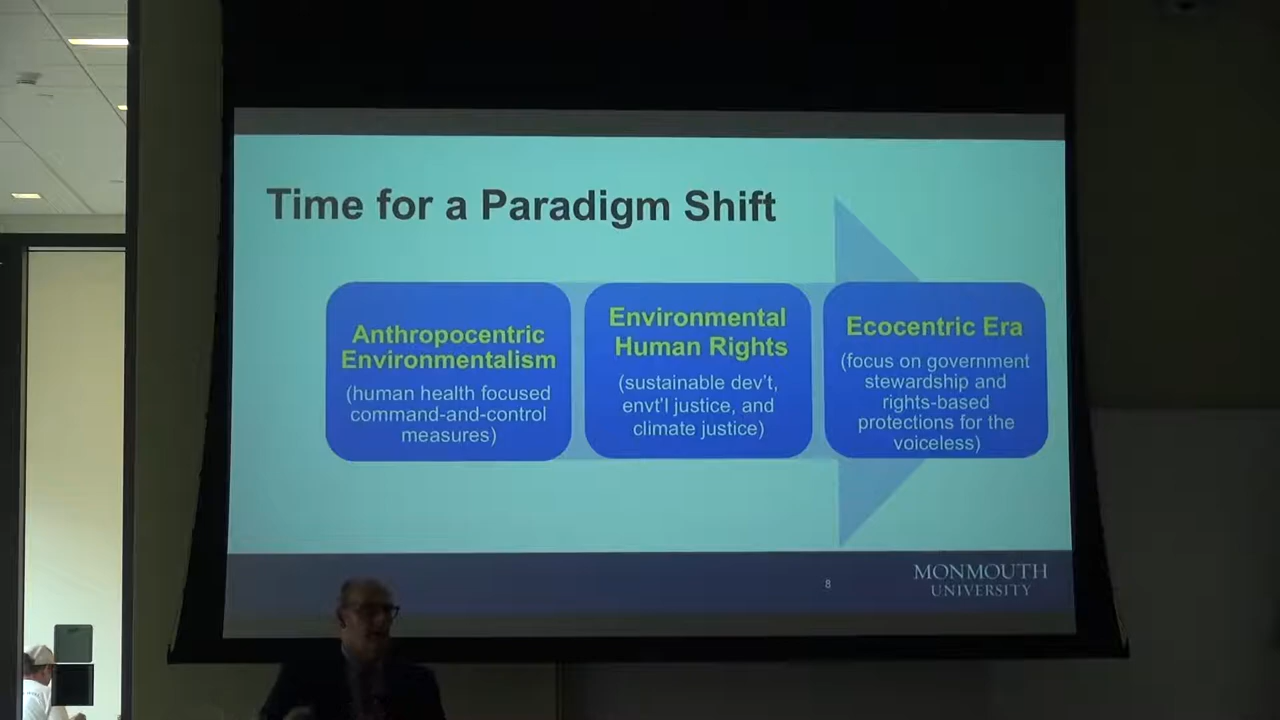 Time for a Paradigm Shift
Anthropocentric
Environmentalism
(human health focused
command-and-control
measures)
Environmental
Human Rights
(sustainable dev't,
envt'l justice, and
climate justice)
Ecocentric Era
(focus on government
stewardship and
rights-based
protections for the
voiceless)
8
MONMOUTH
UNIVERSITY